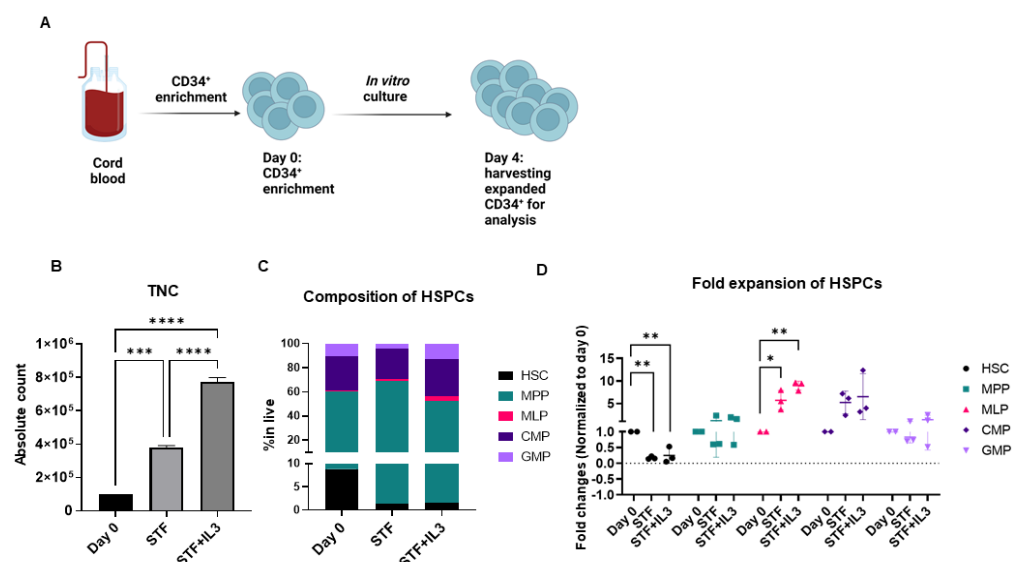 A
CD34⁺
enrichment
In vitro
culture
Cord
blood
Day 0:
CD34⁺
enrichment
Day 4:
harvesting
expanded
CD34⁺ for
analysis
B
TNC
****
***
****
Absolute count
1×10⁶
8×10⁵
6×10⁵
4×10⁵
2×10⁵
0
Day 0
STF
STF+IL3
C
Composition of HSPCs
%in live
100
80
60
40
20
10
5
0
Day 0
STF
STF+IL3
HSC
MPP
MLP
CMP
GMP
D
Fold expansion of HSPCs
Fold changes (Normalized to day 0)
15
10
5
1.0
0.5
0.0
-0.5
-1.0
**
**
**
*
Day 0
STF
STF+IL3
Day 0
STF
STF+IL3
Day 0
STF
STF+IL3
Day 0
STF
STF+IL3
Day 0
STF
STF+IL3
HSC
MPP
MLP
CMP
GMP